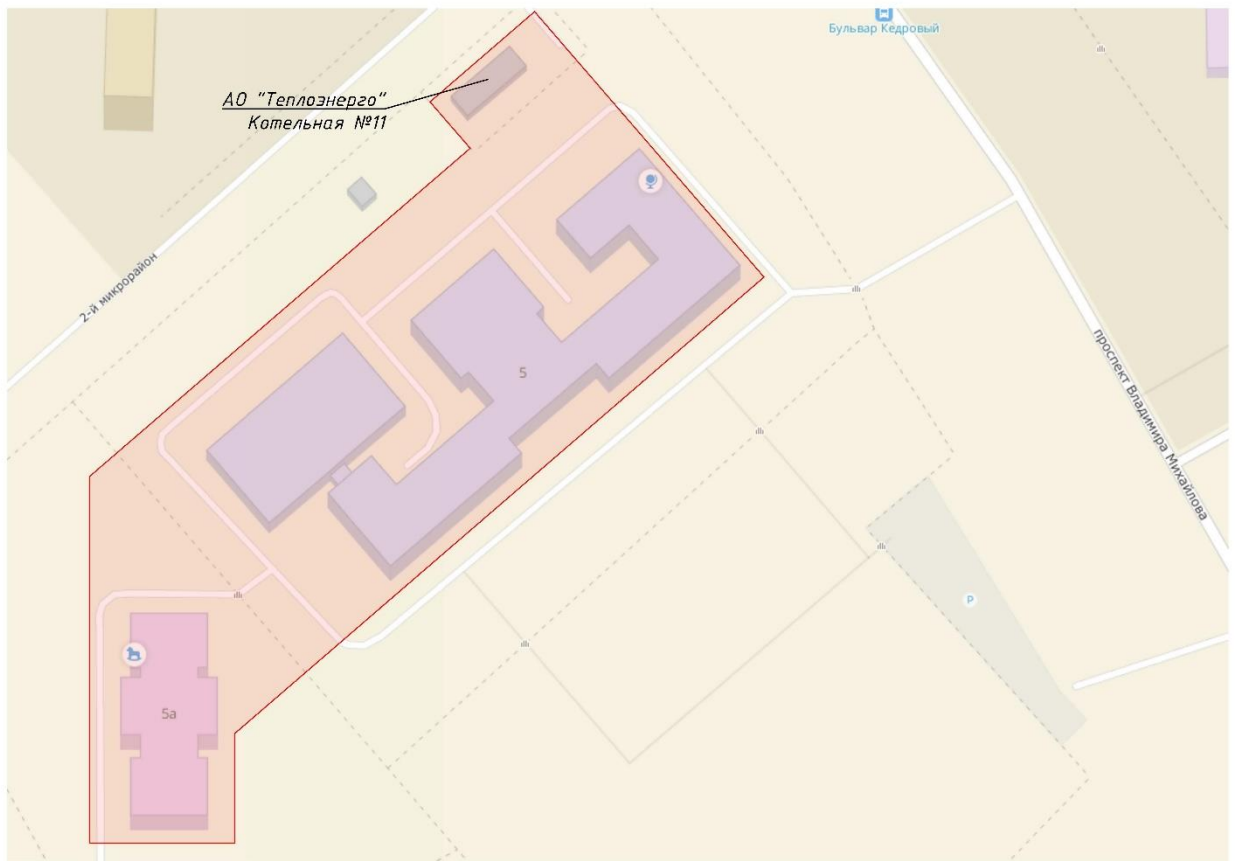 Бульвар Кедровый
АО "Теплоэнерго"
Котельная №11
2-й микрорайон
проспект Владимира Михайлова
5
5а
P